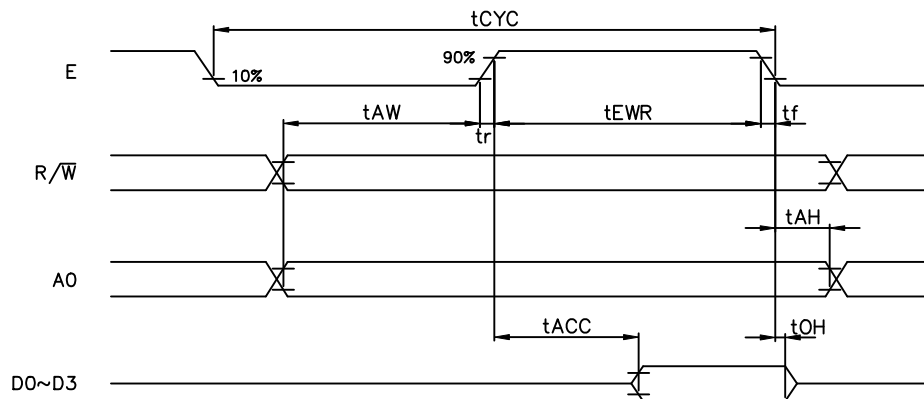 tCYC
E
10%
90%
tAW
tr
tEWR
tf
R/W̅
tAH
A0
tACC
tOH
D0~D3